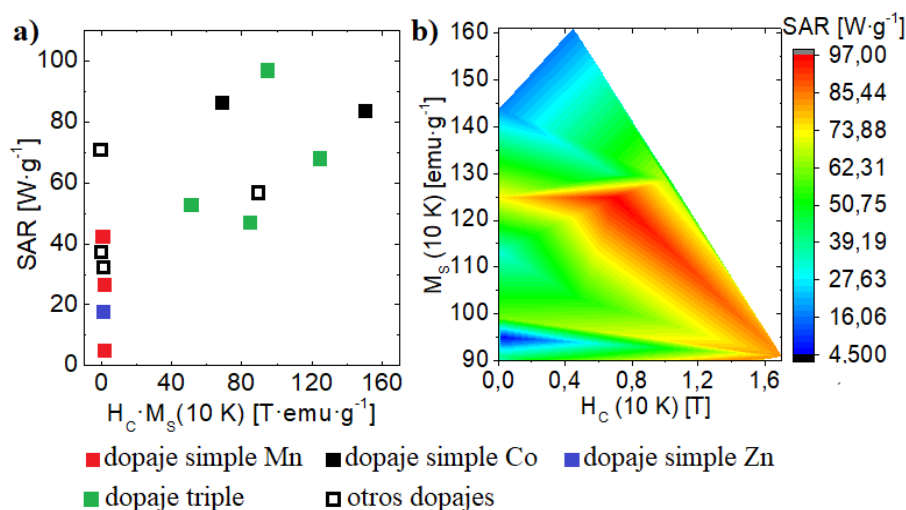 a)
SAR [W·g⁻¹]
100
80
60
40
20
0
0 40 80 120 160
H_C·M_S(10 K) [T·emu·g⁻¹]
b)
M_S(10 K) [emu·g⁻¹]
160
150
140
130
120
110
100
90
0,0 0,4 0,8 1,2 1,6
H_C (10 K) [T]
SAR [W·g⁻¹]
97,00
85,44
73,88
62,31
50,75
39,19
27,63
16,06
4.500
dopaje simple Mn dopaje simple Co dopaje simple Zn
dopaje triple otros dopajes